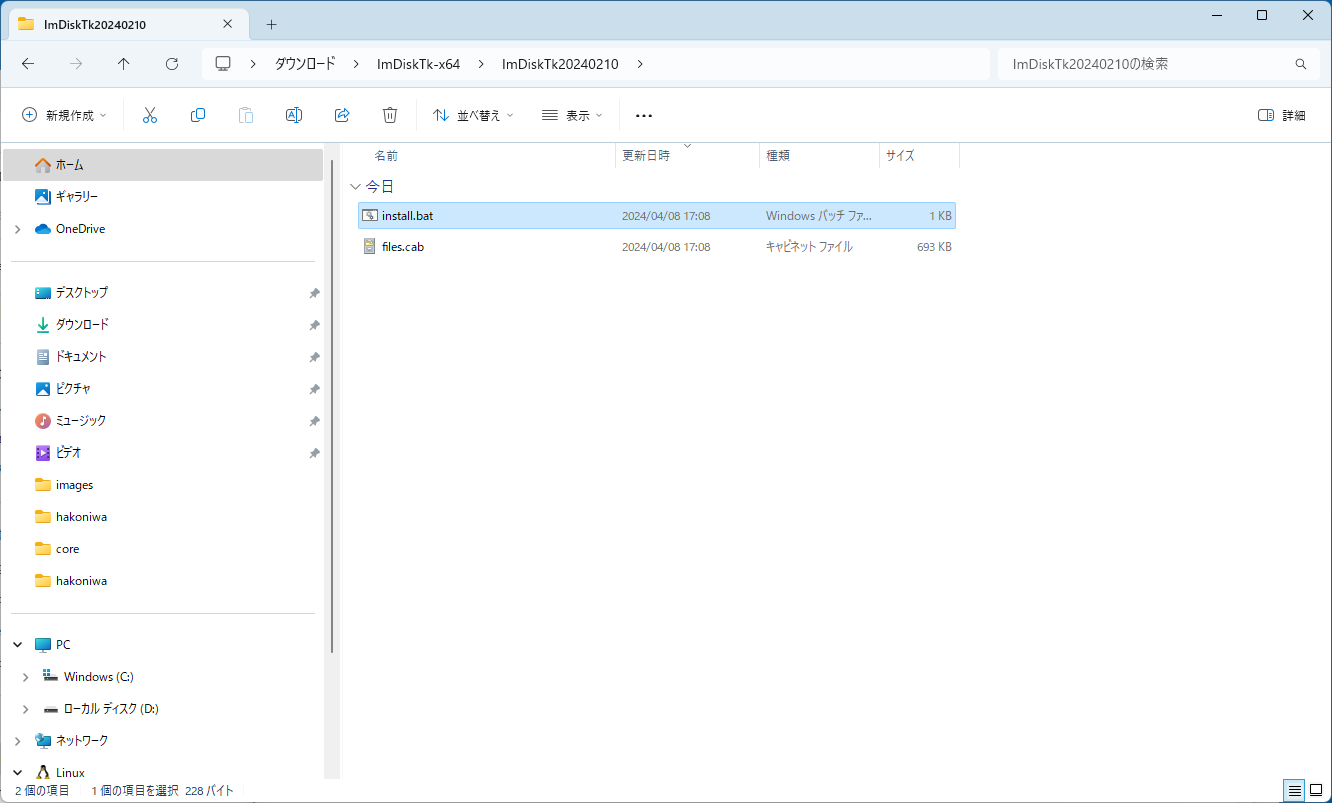 ImDiskTk20240210
ダウンロード ImDiskTk-x64 ImDiskTk20240210
ImDiskTk20240210の検索
新規作成 並べ替え 表示 詳細
ホーム
ギャラリー
OneDrive
デスクトップ
ダウンロード
ドキュメント
ピクチャ
ミュージック
ビデオ
images
hakoniwa
core
hakoniwa
PC
Windows (C:)
ローカル ディスク (D:)
ネットワーク
Linux
名前 更新日時 種類 サイズ
今日
install.bat 2024/04/08 17:08 Windows バッチ ファ... 1 KB
files.cab 2024/04/08 17:08 キャビネット ファイル 693 KB
2 個の項目 1 個の項目を選択 228 バイト